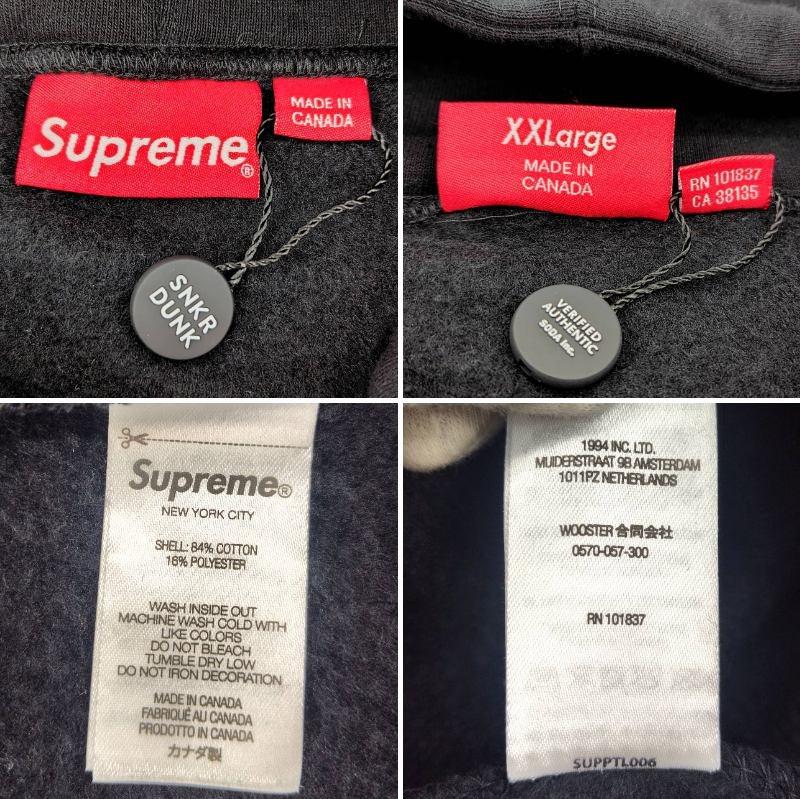 Supreme®
MADE IN
CANADA
SNKR
DUNK
XXLarge
MADE IN
CANADA
RN 101837
CA 38135
VERIFIED
AUTHENTIC
SODA Inc.
Supreme®
NEW YORK CITY
SHELL: 84% COTTON
16% POLYESTER
WASH INSIDE OUT
MACHINE WASH COLD WITH
LIKE COLORS
DO NOT BLEACH
TUMBLE DRY LOW
DO NOT IRON DECORATION
MADE IN CANADA
FABRIQUÉ AU CANADA
PRODOTTO IN CANADA
カナダ製
1994 INC. LTD.
MUIDERSTRAAT 9B AMSTERDAM
1011PZ NETHERLANDS
WOOSTER 合同会社
0570-057-300
RN 101837
SUPPTL006